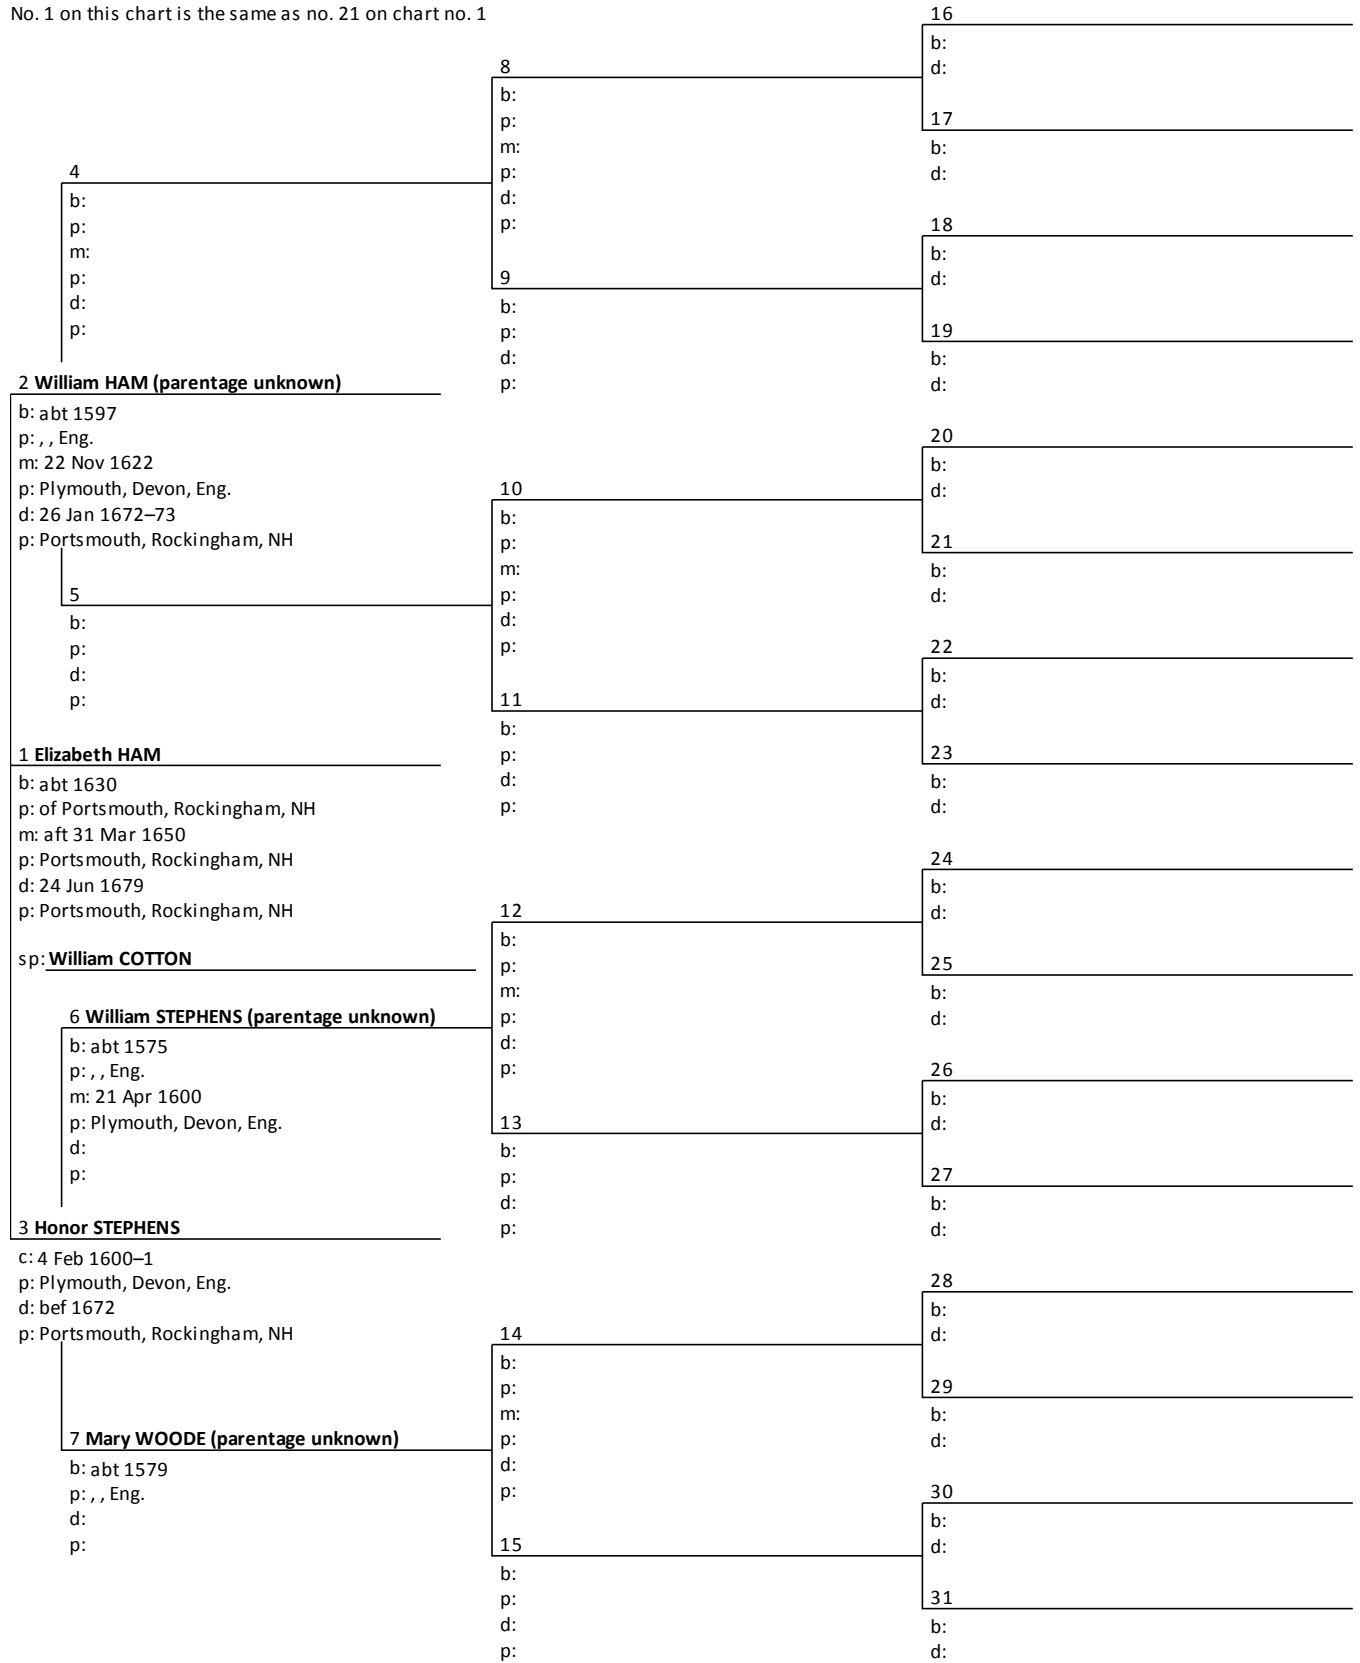 No. 1 on this chart is the same as no. 21 on chart no. 1
4
b:
p:
m:
p:
d:
p:
2 William HAM (parentage unknown)
b: abt 1597
p: , , Eng.
m: 22 Nov 1622
p: Plymouth, Devon, Eng.
d: 26 Jan 1672–73
p: Portsmouth, Rockingham, NH
5
b:
p:
d:
p:
1 Elizabeth HAM
b: abt 1630
p: of Portsmouth, Rockingham, NH
m: aft 31 Mar 1650
p: Portsmouth, Rockingham, NH
d: 24 Jun 1679
p: Portsmouth, Rockingham, NH
sp: William COTTON
6 William STEPHENS (parentage unknown)
b: abt 1575
p: , , Eng.
m: 21 Apr 1600
p: Plymouth, Devon, Eng.
d:
p:
3 Honor STEPHENS
c: 4 Feb 1600–1
p: Plymouth, Devon, Eng.
d: bef 1672
p: Portsmouth, Rockingham, NH
7 Mary WOODE (parentage unknown)
b: abt 1579
p: , , Eng.
d:
p:
8
b:
p:
m:
p:
d:
p:
9
b:
p:
d:
p:
10
b:
p:
m:
p:
d:
p:
11
b:
p:
d:
p:
12
b:
p:
m:
p:
d:
p:
13
b:
p:
d:
p:
14
b:
p:
m:
p:
d:
p:
15
b:
p:
d:
p:
16
b:
d:
17
b:
d:
18
b:
d:
19
b:
d:
20
b:
d:
21
b:
d:
22
b:
d:
23
b:
d:
24
b:
d:
25
b:
d:
26
b:
d:
27
b:
d:
28
b:
d:
29
b:
d:
30
b:
d:
31
b:
d: